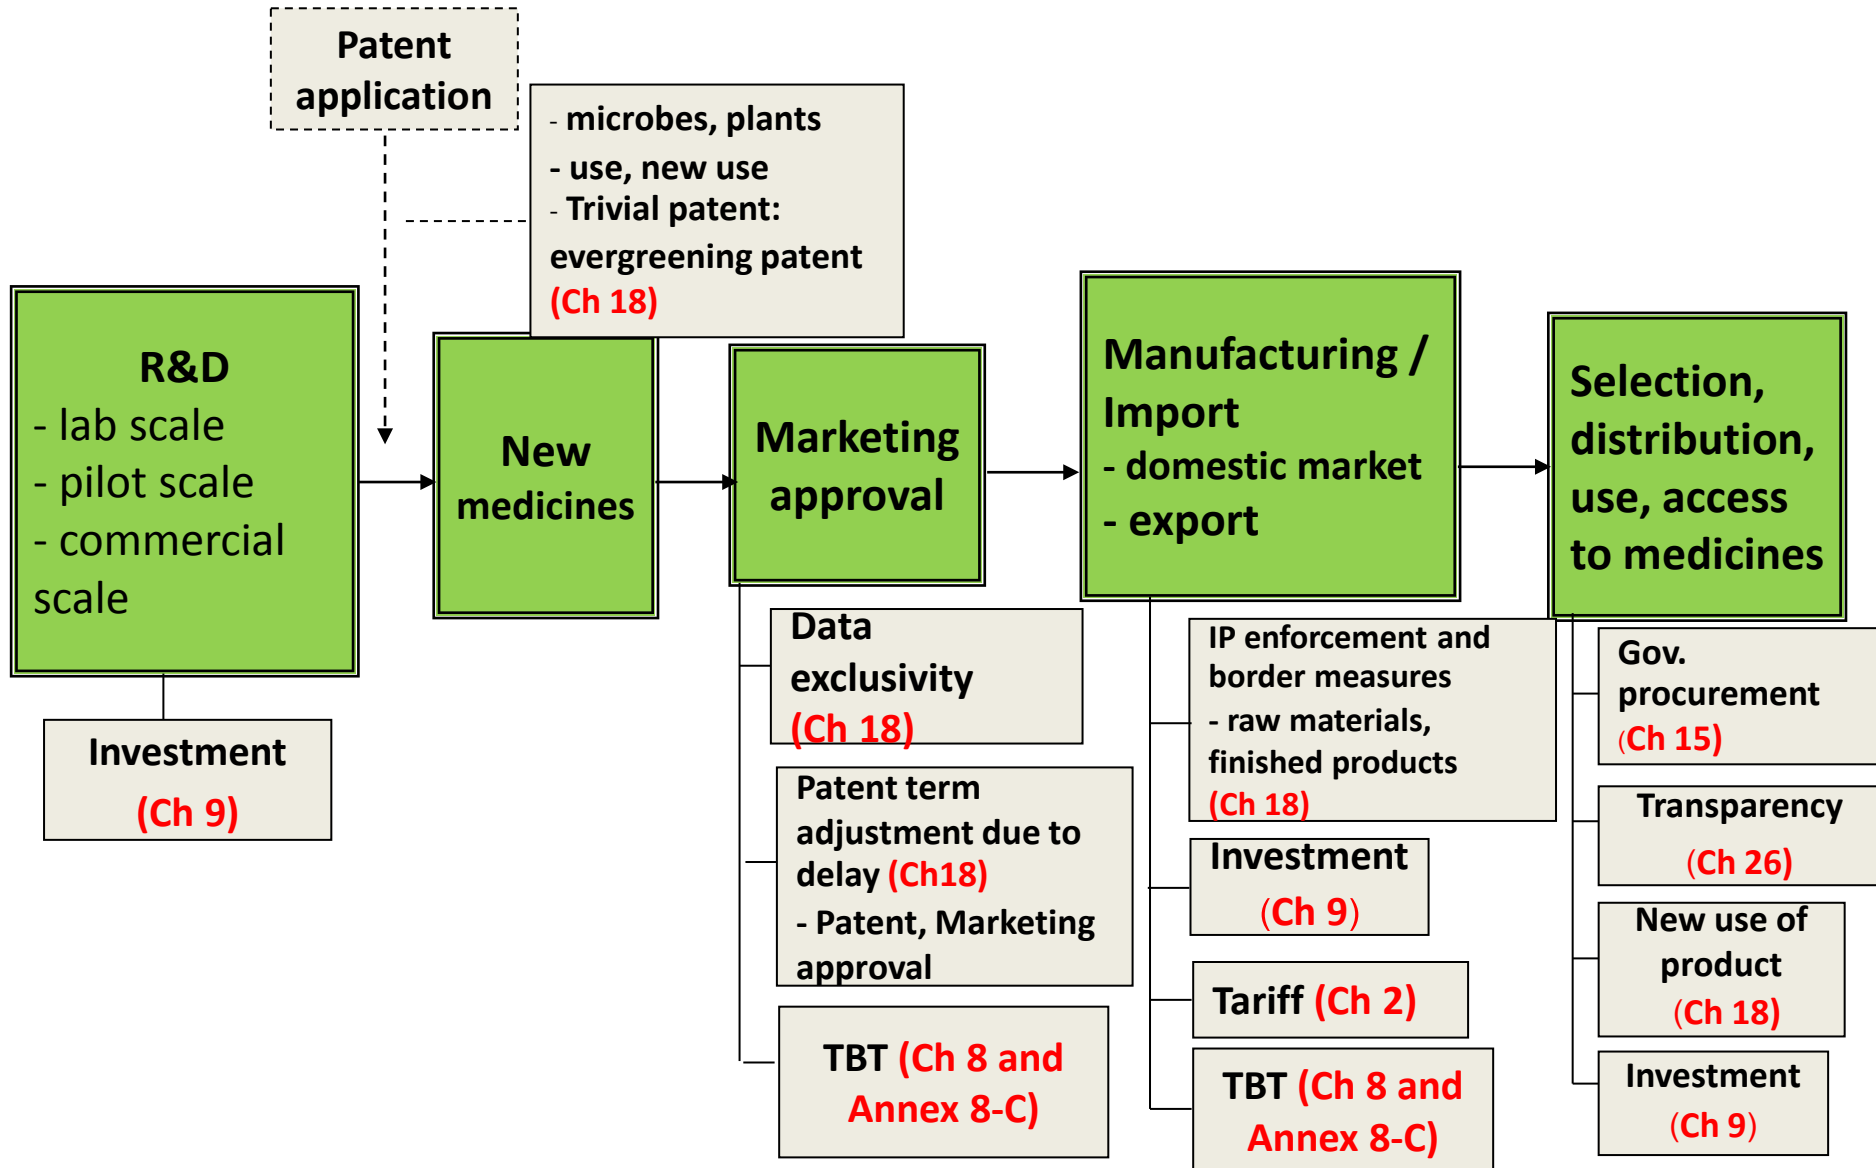 Patent
application
- microbes, plants
- use, new use
- Trivial patent:
evergreening patent
(Ch 18)
R&D
- lab scale
- pilot scale
- commercial
scale
New
medicines
Marketing
approval
Manufacturing /
Import
- domestic market
- export
Selection,
distribution,
use, access
to medicines
Investment
(Ch 9)
Data
exclusivity
(Ch 18)
Patent term
adjustment due to
delay (Ch18)
- Patent, Marketing
approval
TBT (Ch 8 and
Annex 8-C)
IP enforcement and
border measures
- raw materials,
finished products
(Ch 18)
Investment
(Ch 9)
Tariff (Ch 2)
TBT (Ch 8 and
Annex 8-C)
Gov.
procurement
(Ch 15)
Transparency
(Ch 26)
New use of
product
(Ch 18)
Investment
(Ch 9)